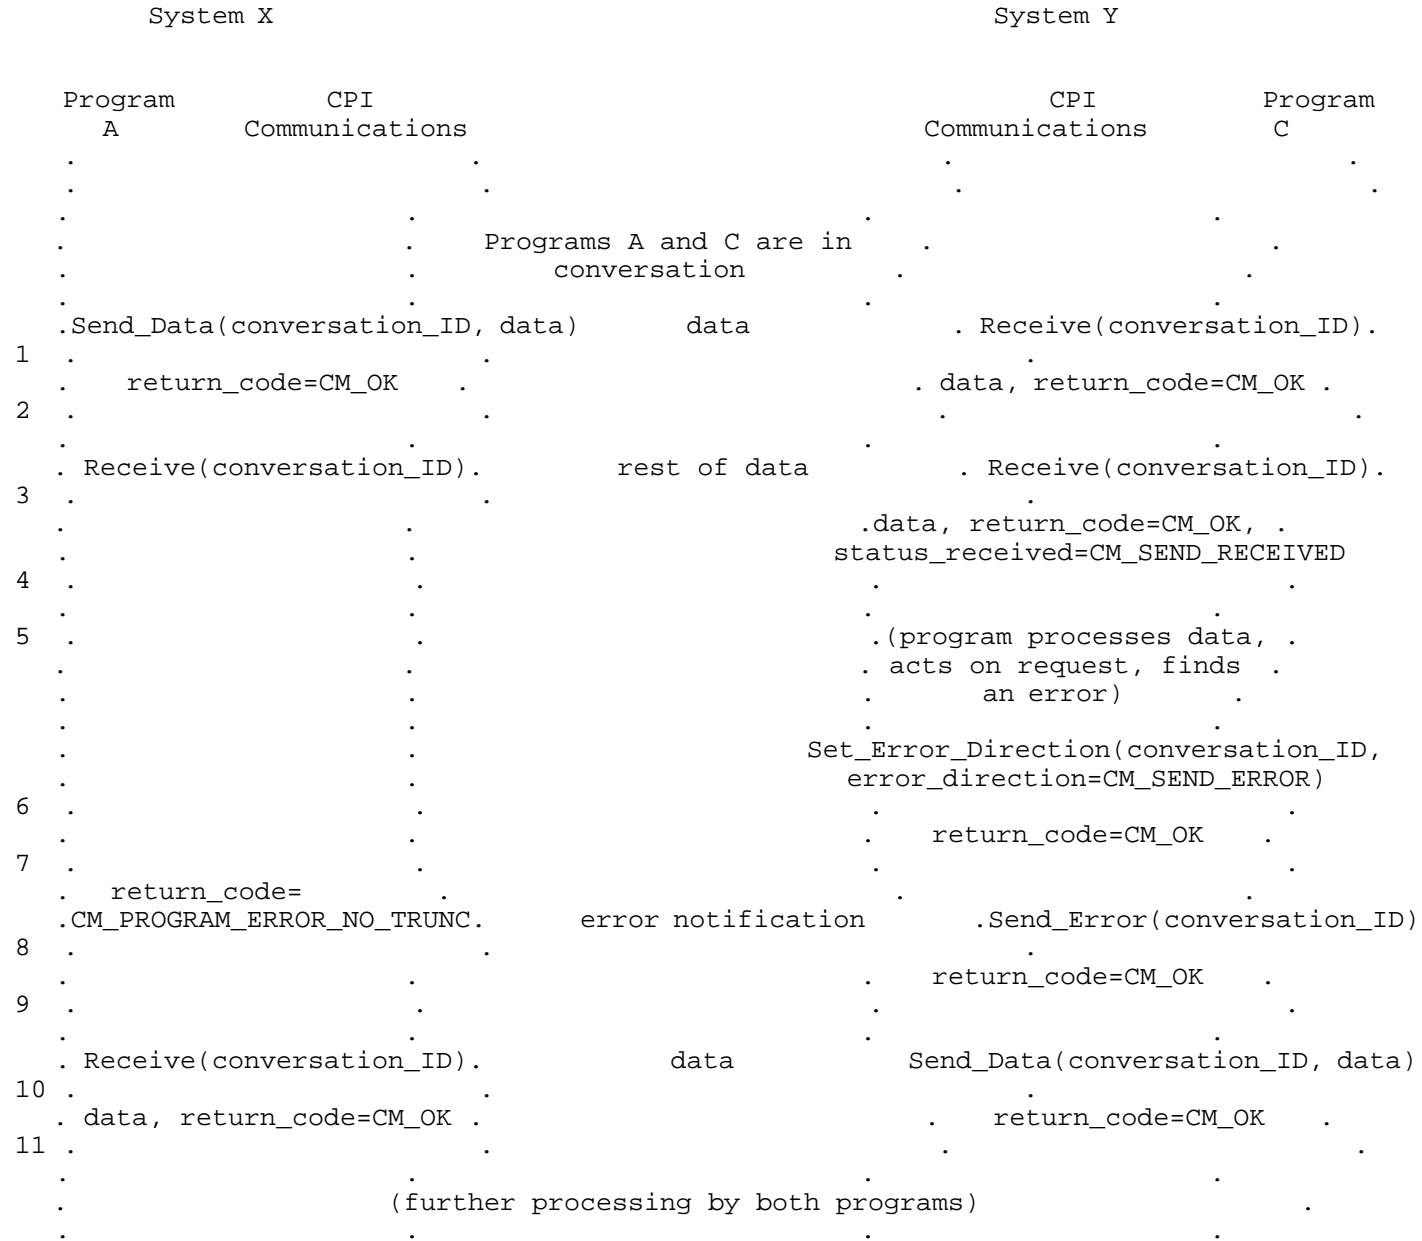 System X System Y
Program CPI CPI Program
A Communications Communications C
. . . .
. . . .
. . . .
. . Programs A and C are in . .
. . conversation . .
. . . .
.Send_Data(conversation_ID, data) data . Receive(conversation_ID).
1 . . .
. return_code=CM_OK . . data, return_code=CM_OK .
2 . . . .
. . . .
. Receive(conversation_ID). rest of data . Receive(conversation_ID).
3 . . .
. . .data, return_code=CM_OK, .
. . status_received=CM_SEND_RECEIVED
4 . . . .
. . . .
5 . . .(program processes data, .
. . . acts on request, finds .
. . . an error) .
. . . .
. . Set_Error_Direction(conversation_ID,
. . error_direction=CM_SEND_ERROR)
6 . . . .
. . . return_code=CM_OK .
7 . . . .
. return_code= . . .
.CM_PROGRAM_ERROR_NO_TRUNC. error notification .Send_Error(conversation_ID)
8 . . .
. . . return_code=CM_OK .
9 . . . .
. . . .
. Receive(conversation_ID). data Send_Data(conversation_ID, data)
10 . . .
. data, return_code=CM_OK . . return_code=CM_OK .
11 . . . .
. . . .
. (further processing by both programs) .
. . . .